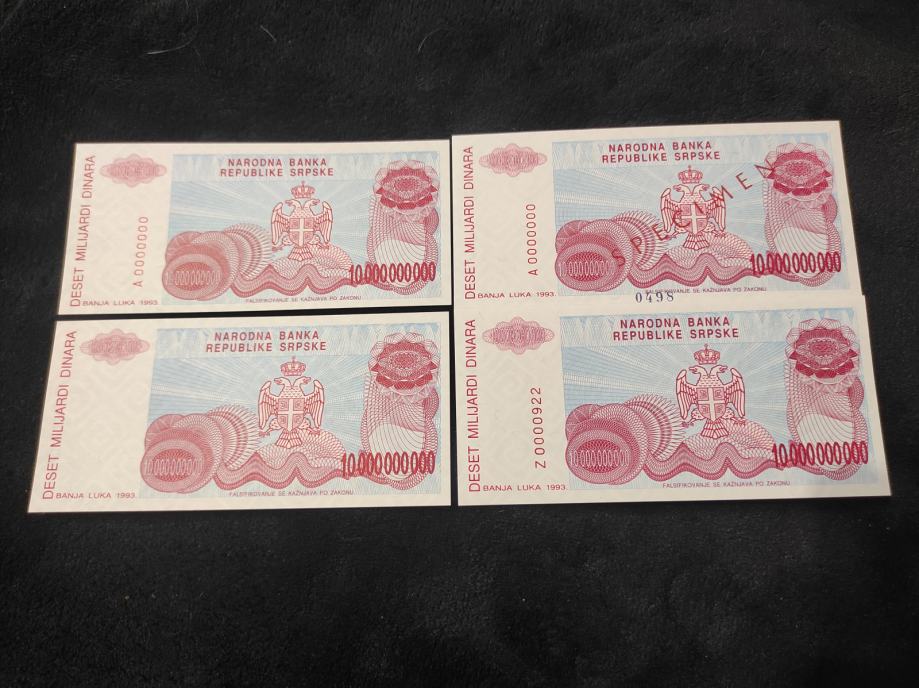 DESET MILIJARDI DINARA
A 0000000
NARODNA BANKA
REPUBLIKE SRPSKE
10.000.000.000
10.000.000.000
BANJA LUKA 1993.
FALSIFIKOVANJE SE KAŽNJAVA PO ZAKONU
DESET MILIJARDI DINARA
A 0000000
NARODNA BANKA
REPUBLIKE SRPSKE
SPECIMEN
10.000.000.000
10.000.000.000
BANJA LUKA 1993.
FALSIFIKOVANJE SE KAŽNJAVA PO ZAKONU
0498
DESET MILIJARDI DINARA
NARODNA BANKA
REPUBLIKE SRPSKE
10.000.000.000
10.000.000.000
BANJA LUKA 1993.
FALSIFIKOVANJE SE KAŽNJAVA PO ZAKONU
DESET MILIJARDI DINARA
Z 0000922
NARODNA BANKA
REPUBLIKE SRPSKE
10.000.000.000
10.000.000.000
BANJA LUKA 1993.
FALSIFIKOVANJE SE KAŽNJAVA PO ZAKONU